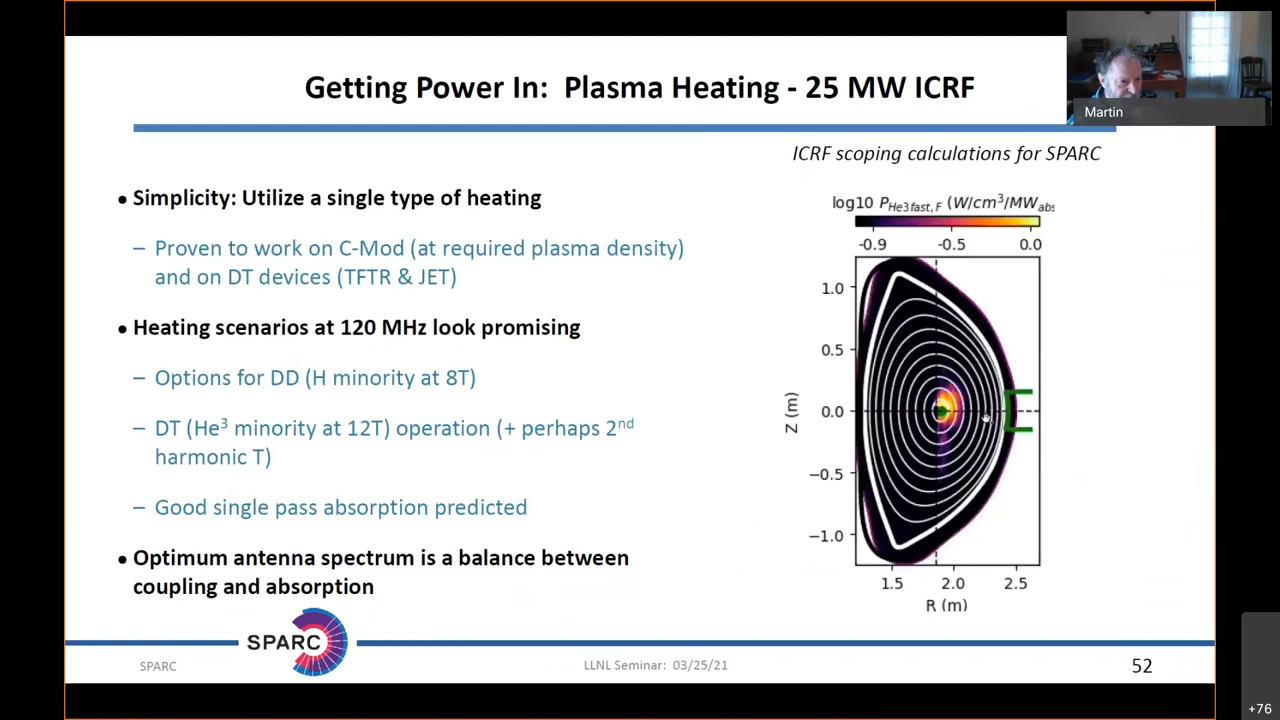 Getting Power In: Plasma Heating - 25 MW ICRF
Martin
ICRF scoping calculations for SPARC
• Simplicity: Utilize a single type of heating
– Proven to work on C-Mod (at required plasma density)
and on DT devices (TFTR & JET)
• Heating scenarios at 120 MHz look promising
– Options for DD (H minority at 8T)
– DT (He³ minority at 12T) operation (+ perhaps 2ⁿᵈ
harmonic T)
– Good single pass absorption predicted
• Optimum antenna spectrum is a balance between
coupling and absorption
log10 P_He3fast,F (W/cm³/MW_abs
-0.9 -0.5 0.0
1.0
0.5
0.0
−0.5
−1.0
Z (m)
1.5 2.0 2.5
R (m)
SPARC
SPARC
LLNL Seminar: 03/25/21
52
+76